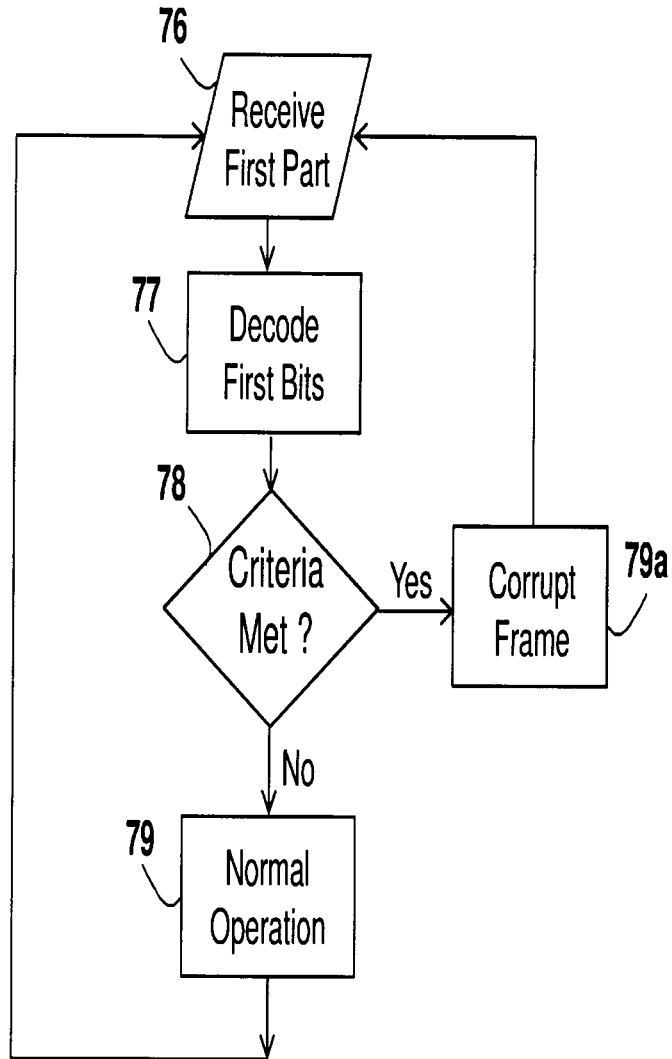 76
Receive
First Part
77
Decode
First Bits
78
Criteria
Met ?
Yes
Corrupt
Frame
79a
No
79
Normal
Operation